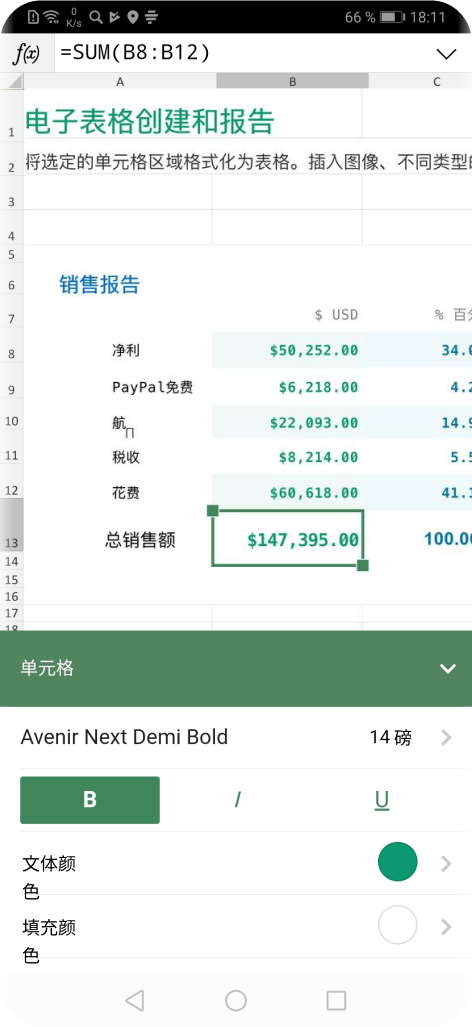 0
K/s
66 %
18:11
f(x)
=SUM(B8:B12)
A B C
1 电子表格创建和报告
2 将选定的单元格区域格式化为表格。插入图像、不同类型
3
4
5
6 销售报告
7 $ USD % 百
8 净利 $50,252.00 34.
9 PayPal免费 $6,218.00 4.2
10 航 $22,093.00 14.9
11 税收 $8,214.00 5.5
12 花费 $60,618.00 41.1
13 总销售额 $147,395.00 100.0
14
15
16
17
18
单元格
Avenir Next Demi Bold 14 磅
B I U
文体颜
色
填充颜
色